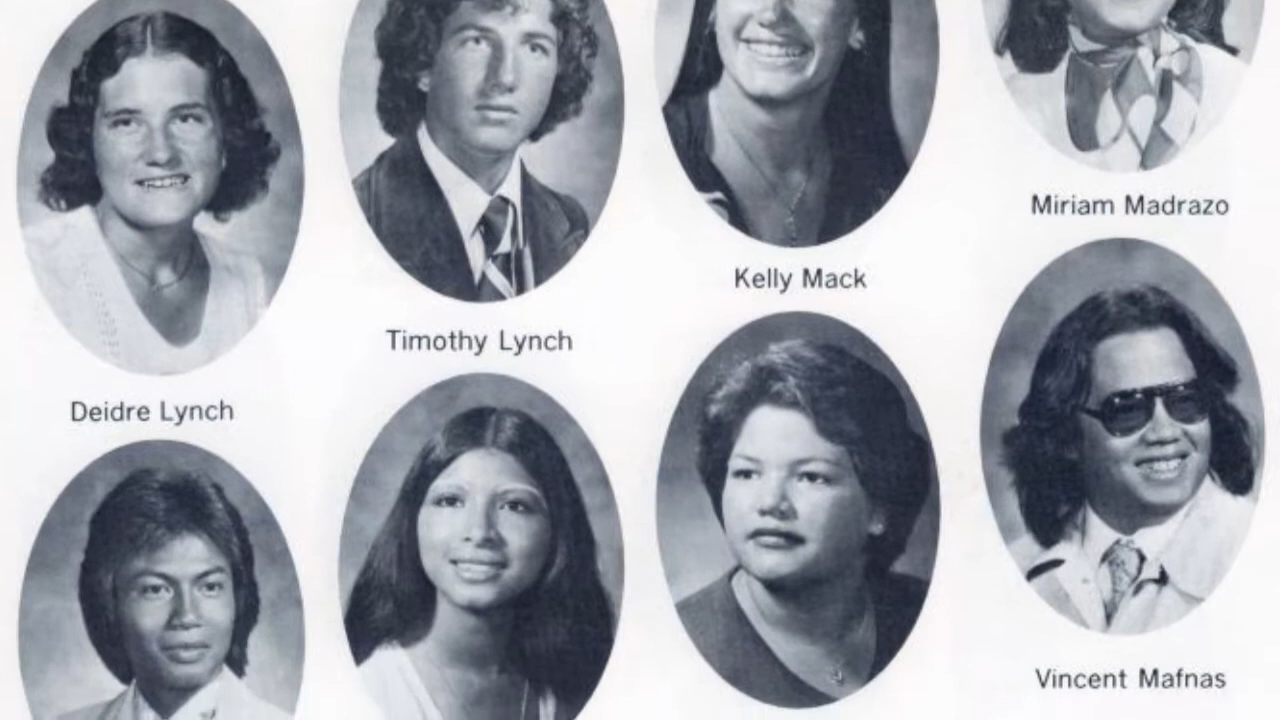 Miriam Madrazo
Kelly Mack
Timothy Lynch
Deidre Lynch
Vincent Mafnas